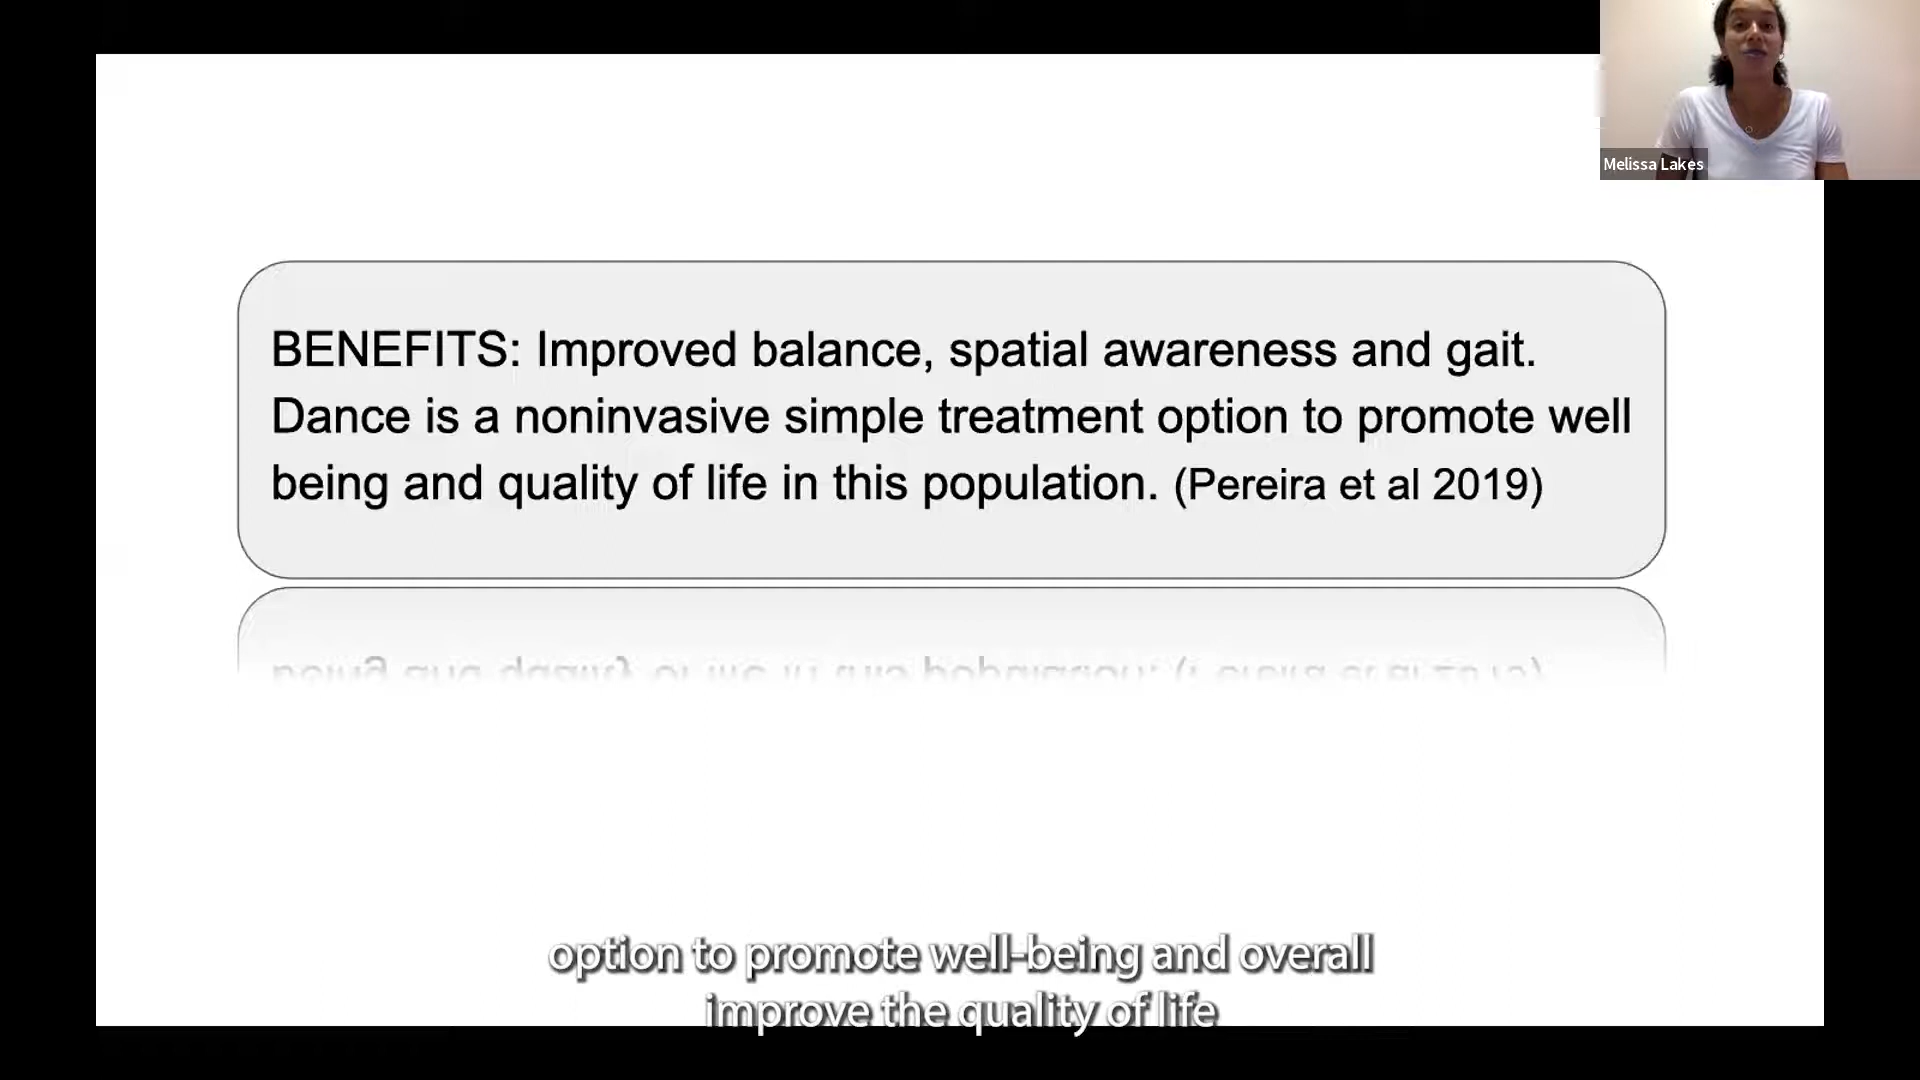 Melissa Lakes
BENEFITS: Improved balance, spatial awareness and gait.
Dance is a noninvasive simple treatment option to promote well
being and quality of life in this population. (Pereira et al 2019)
option to promote well-being and overall
improve the quality of life